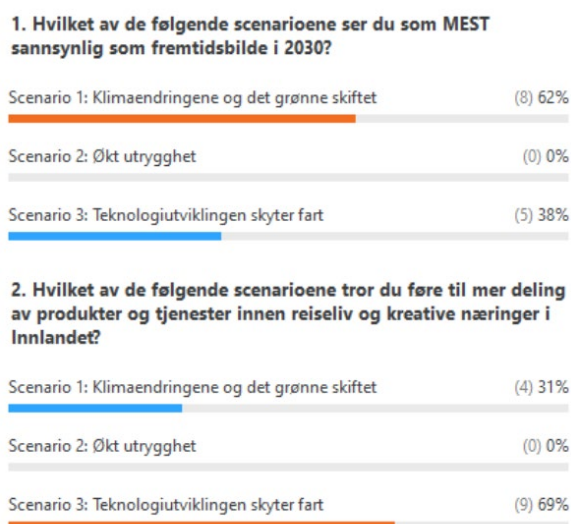 1. Hvilket av de følgende scenarioene ser du som MEST
sannsynlig som fremtidsbilde i 2030?
Scenario 1: Klimaendringene og det grønne skiftet (8) 62%
Scenario 2: Økt utrygghet (0) 0%
Scenario 3: Teknologiutviklingen skyter fart (5) 38%
2. Hvilket av de følgende scenarioene tror du føre til mer deling
av produkter og tjenester innen reiseliv og kreative næringer i
Innlandet?
Scenario 1: Klimaendringene og det grønne skiftet (4) 31%
Scenario 2: Økt utrygghet (0) 0%
Scenario 3: Teknologiutviklingen skyter fart (9) 69%